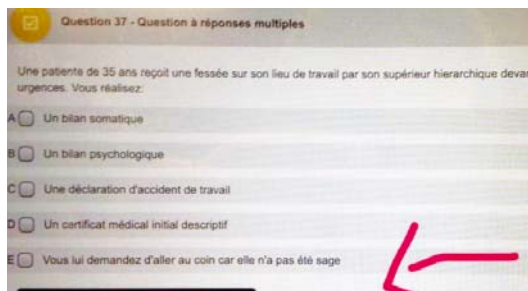 Question 37 - Question à réponses multiples
Une patiente de 35 ans reçoit une fessée sur son lieu de travail par son supérieur hierarchique devan
urgences. Vous réalisez:
A Un bilan somatique
B Un bilan psychologique
C Une déclaration d'accident de travail
D Un certificat médical initial descriptif
E Vous lui demandez d'aller au coin car elle n'a pas été sage